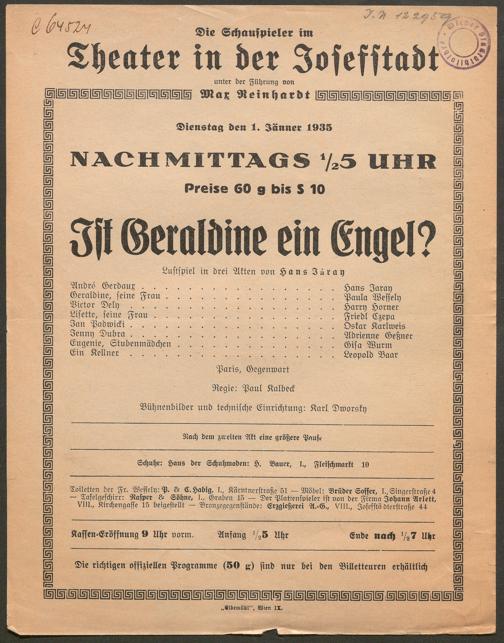 C 64524
J. N. 122959
Die Schauspieler im
Theater in der Josefstadt
unter der Führung von
Max Reinhardt
Dienstag den 1. Jänner 1935
NACHMITTAGS ½5 UHR
Preise 60 g bis S 10
Ist Geraldine ein Engel?
Lustspiel in drei Akten von Hans Jaray
André Gerdaux . . . . . . . . . . Hans Jaray
Geraldine, seine Frau . . . . . . . . . . Paula Wessely
Victor Dely . . . . . . . . . . Harry Horner
Lisette, seine Frau . . . . . . . . . . Friedl Czepa
Jan Padwicki . . . . . . . . . . Oskar Karlweis
Jenny Dubra . . . . . . . . . . Adrienne Geßner
Eugenie, Stubenmädchen . . . . . . . . . . Gisa Wurm
Ein Kellner . . . . . . . . . . Leopold Baar
Paris, Gegenwart
Regie: Paul Kalbeck
Bühnenbilder und technische Einrichtung: Karl Dworsky
Nach dem zweiten Akt eine größere Pause
Schuhe: Haus der Schuhmoden: H. Bauer, I., Fleischmarkt 10
Toiletten der Fr. Wessely: P. & C. Habig, I., Kärntnerstraße 51 — Möbel: Brüder Soffer, I., Singerstraße 4
— Tafelgeschirr: Rasper & Söhne, I., Graben 15 — Der Plattenspieler ist von der Firma Johann Arlett,
VIII., Kirchengasse 15 beigestellt — Bronzegegenstände: Erzgießerei A.-G., VIII., Josefstädterstraße 44
Kassen-Eröffnung 9 Uhr vorm. Anfang ½5 Uhr Ende nach ½7 Uhr
Die richtigen offiziellen Programme (50 g) sind nur bei den Billetteuren erhältlich
„Elbemühl", Wien IX.